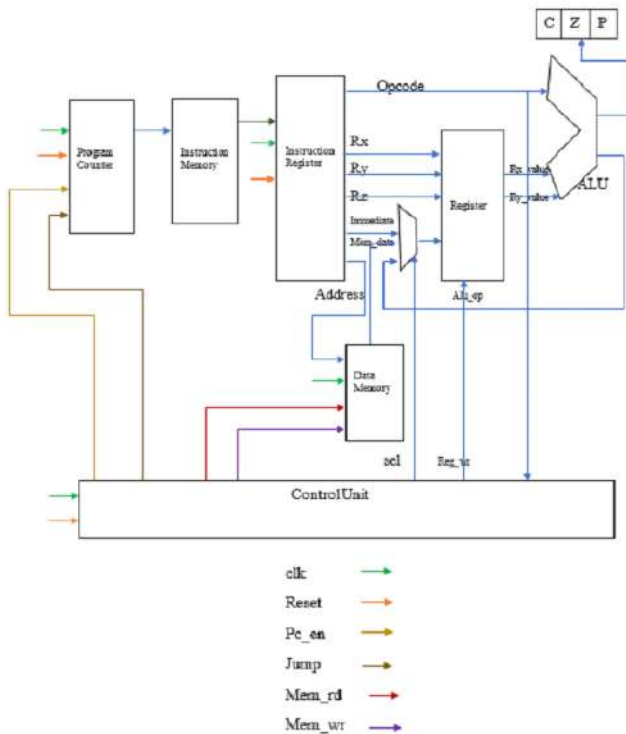 C Z P
Opcode
Program
Counter
Instruction
Memory
Instruction
Register
Rx
Ry
Rz
Immediate
Mem_data
Address
Register
Rx_value
Ry_value
ALU
Alu_op
Data
Memory
sel
Reg_wr
ControlUnit
clk
Reset
Pc_en
Jump
Mem_rd
Mem_wr